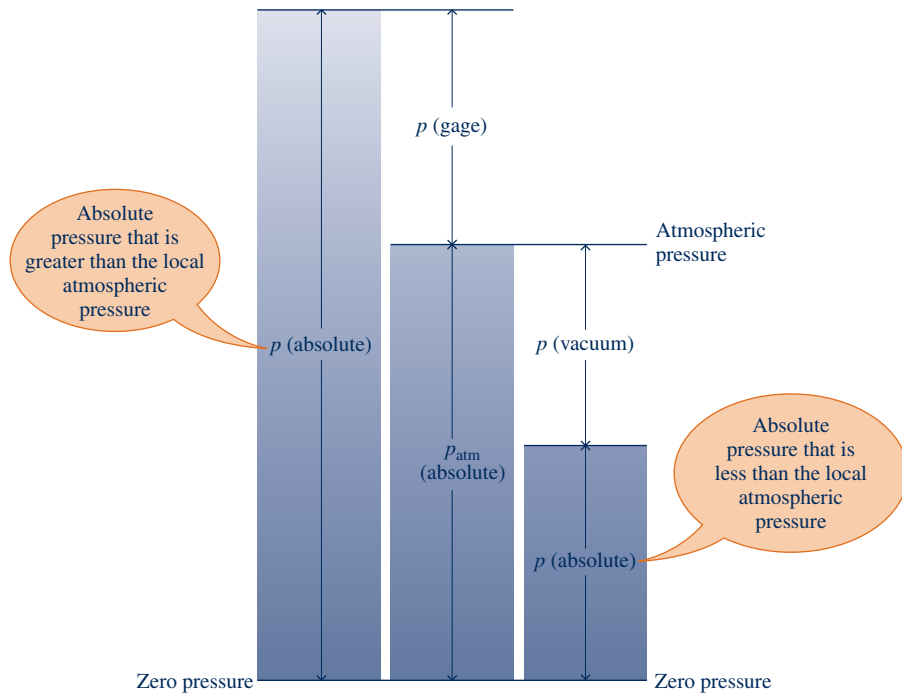 p (gage)
Absolute
pressure that is
greater than the local
atmospheric
pressure
Atmospheric
pressure
p (absolute)
p (vacuum)
p_atm
(absolute)
Absolute
pressure that is
less than the local
atmospheric
pressure
p (absolute)
Zero pressure
Zero pressure